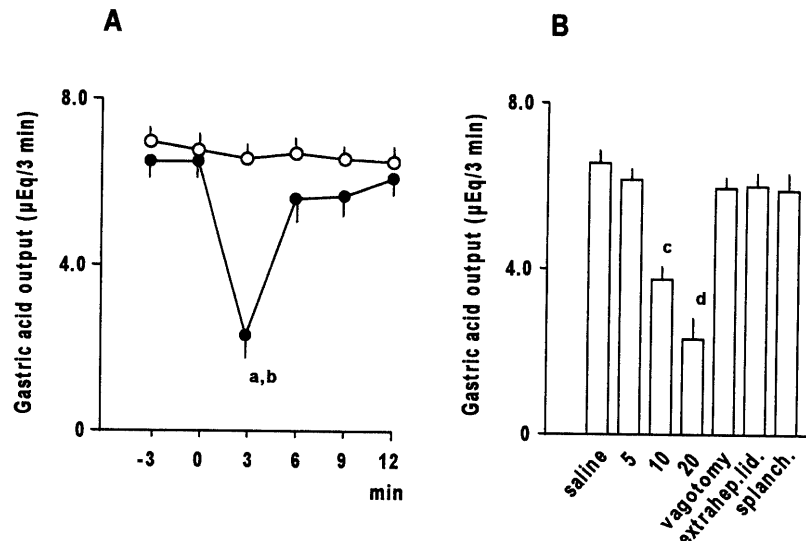 A
Gastric acid output (µEq/3 min)
8.0
4.0
0
a,b
-3 0 3 6 9 12
min
B
Gastric acid output (µEq/3 min)
8.0
4.0
0
c
d
saline
5
10
20
vagotomy
extrahep.lid.
splanch.